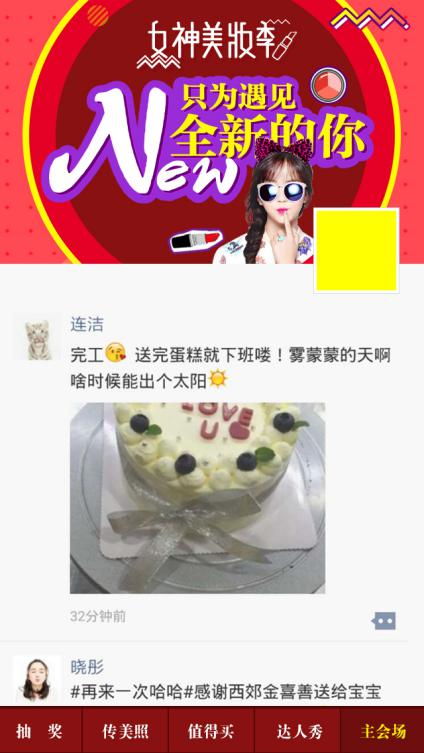 女神美妆季
只为遇见
全新的你
New
连洁
完工😘 送完蛋糕就下班喽！雾蒙蒙的天啊
啥时候能出个太阳🌞
LOVE
U
32分钟前
晓彤
#再来一次哈哈#感谢西郊金喜善送给宝宝
抽 奖
传美照
值得买
达人秀
主会场